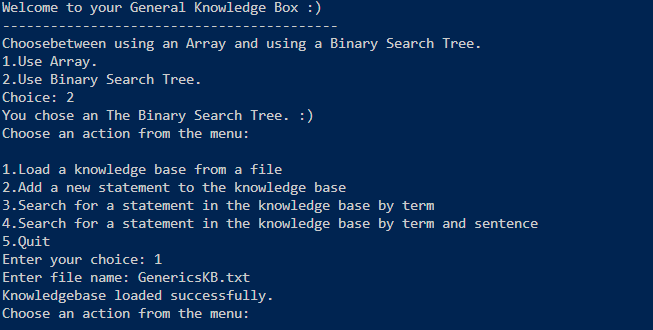 Welcome to your General Knowledge Box :)
------------------------------------------
Choosebetween using an Array and using a Binary Search Tree.
1.Use Array.
2.Use Binary Search Tree.
Choice: 2
You chose an The Binary Search Tree. :)
Choose an action from the menu:

1.Load a knowledge base from a file
2.Add a new statement to the knowledge base
3.Search for a statement in the knowledge base by term
4.Search for a statement in the knowledge base by term and sentence
5.Quit
Enter your choice: 1
Enter file name: GenericsKB.txt
Knowledgebase loaded successfully.
Choose an action from the menu: